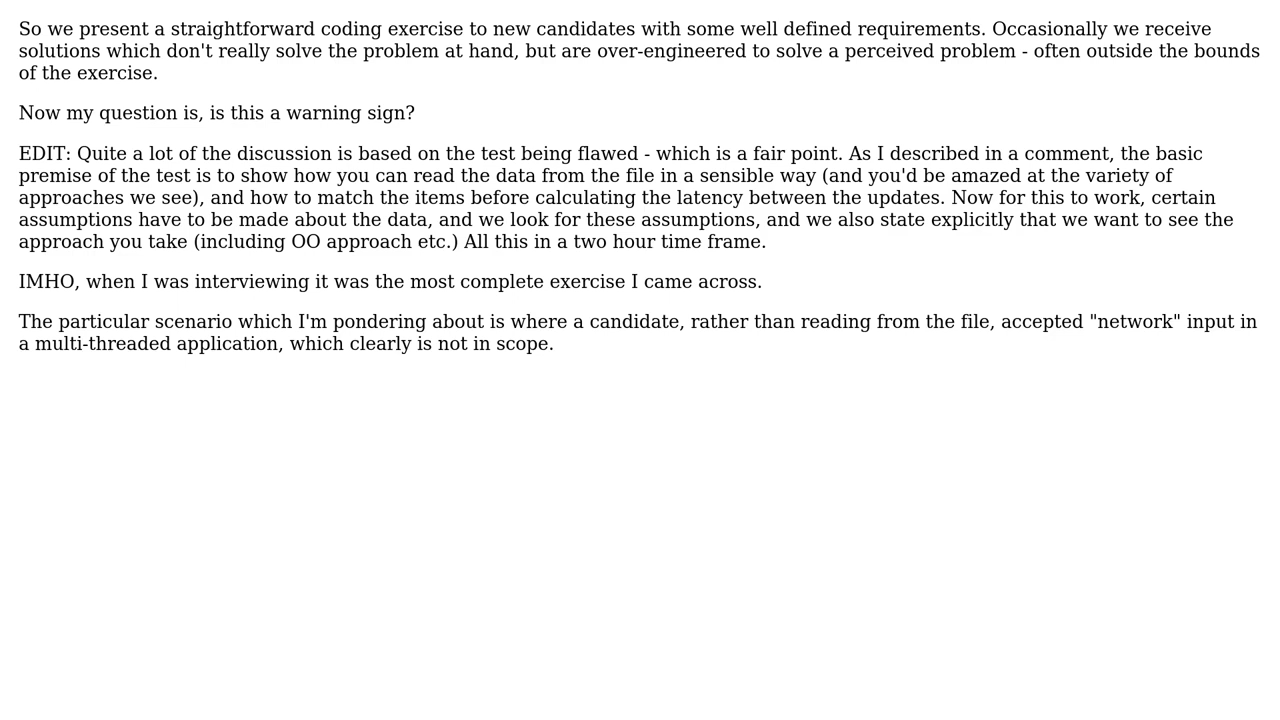 So we present a straightforward coding exercise to new candidates with some well defined requirements. Occasionally we receive
solutions which don't really solve the problem at hand, but are over-engineered to solve a perceived problem - often outside the bounds
of the exercise.
Now my question is, is this a warning sign?
EDIT: Quite a lot of the discussion is based on the test being flawed - which is a fair point. As I described in a comment, the basic
premise of the test is to show how you can read the data from the file in a sensible way (and you'd be amazed at the variety of
approaches we see), and how to match the items before calculating the latency between the updates. Now for this to work, certain
assumptions have to be made about the data, and we look for these assumptions, and we also state explicitly that we want to see the
approach you take (including OO approach etc.) All this in a two hour time frame.
IMHO, when I was interviewing it was the most complete exercise I came across.
The particular scenario which I'm pondering about is where a candidate, rather than reading from the file, accepted "network" input in
a multi-threaded application, which clearly is not in scope.